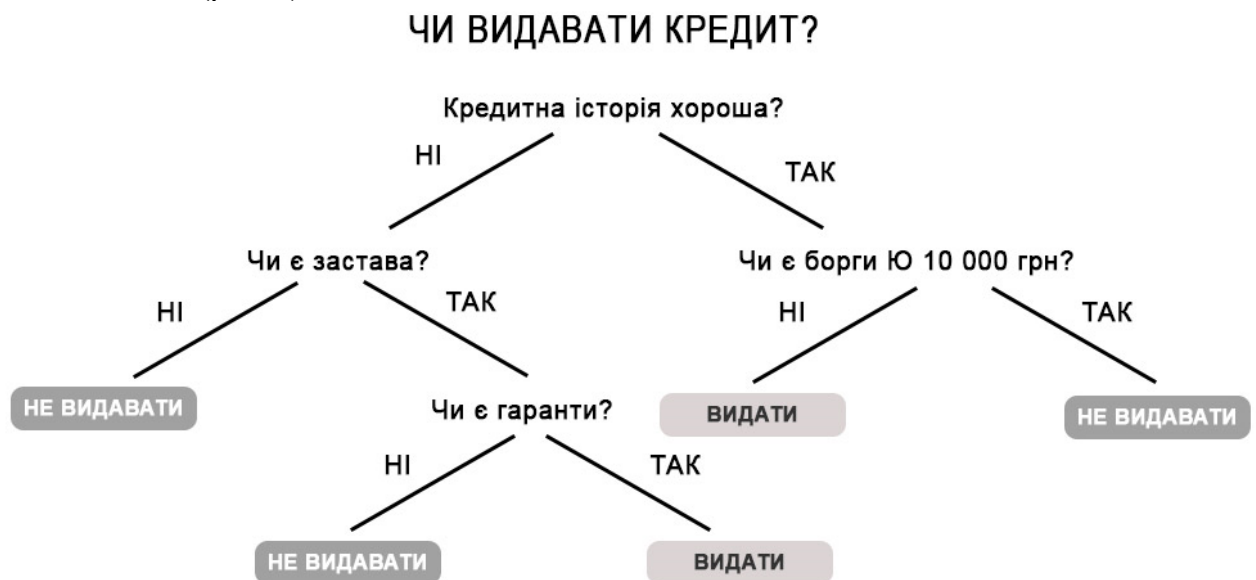 ЧИ ВИДАВАТИ КРЕДИТ?
Кредитна історія хороша?
НІ
ТАК
Чи є застава?
Чи є борги Ю 10 000 грн?
НІ
ТАК
НІ
ТАК
НЕ ВИДАВАТИ
Чи є гаранти?
ВИДАТИ
НЕ ВИДАВАТИ
НІ
ТАК
НЕ ВИДАВАТИ
ВИДАТИ